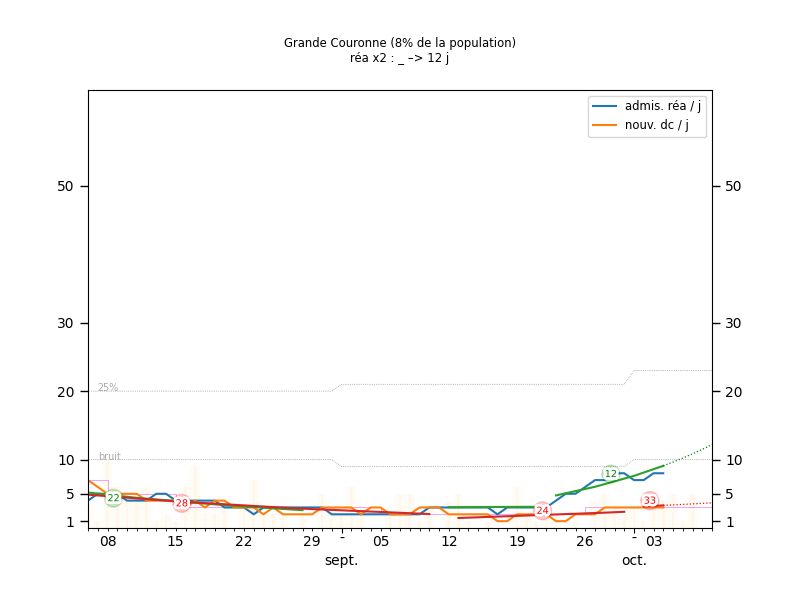 Grande Couronne (8% de la population)
réa x2 : _ –> 12 j
admis. réa / j
nouv. dc / j
50 50
30 30
25%
20 20
bruit
10 10
12
5 22 28 24 33 5
1 1
08 15 22 29 - 05 12 19 26 - 03
sept. oct.